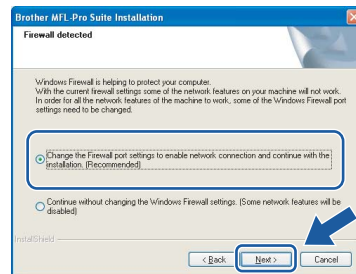 Brother MFL-Pro Suite Installation
Firewall detected
Windows Firewall is helping to protect your computer.
With the current firewall settings some of the network features on your machine will not work.
In order for all the network features of the machine to work, some of the Windows Firewall port
settings need to be changed.
Change the Firewall port settings to enable network connection and continue with the
installation. (Recommended)
Continue without changing the Windows Firewall settings. (Some network features will be
disabled)
InstallShield
< Back
Next >
Cancel